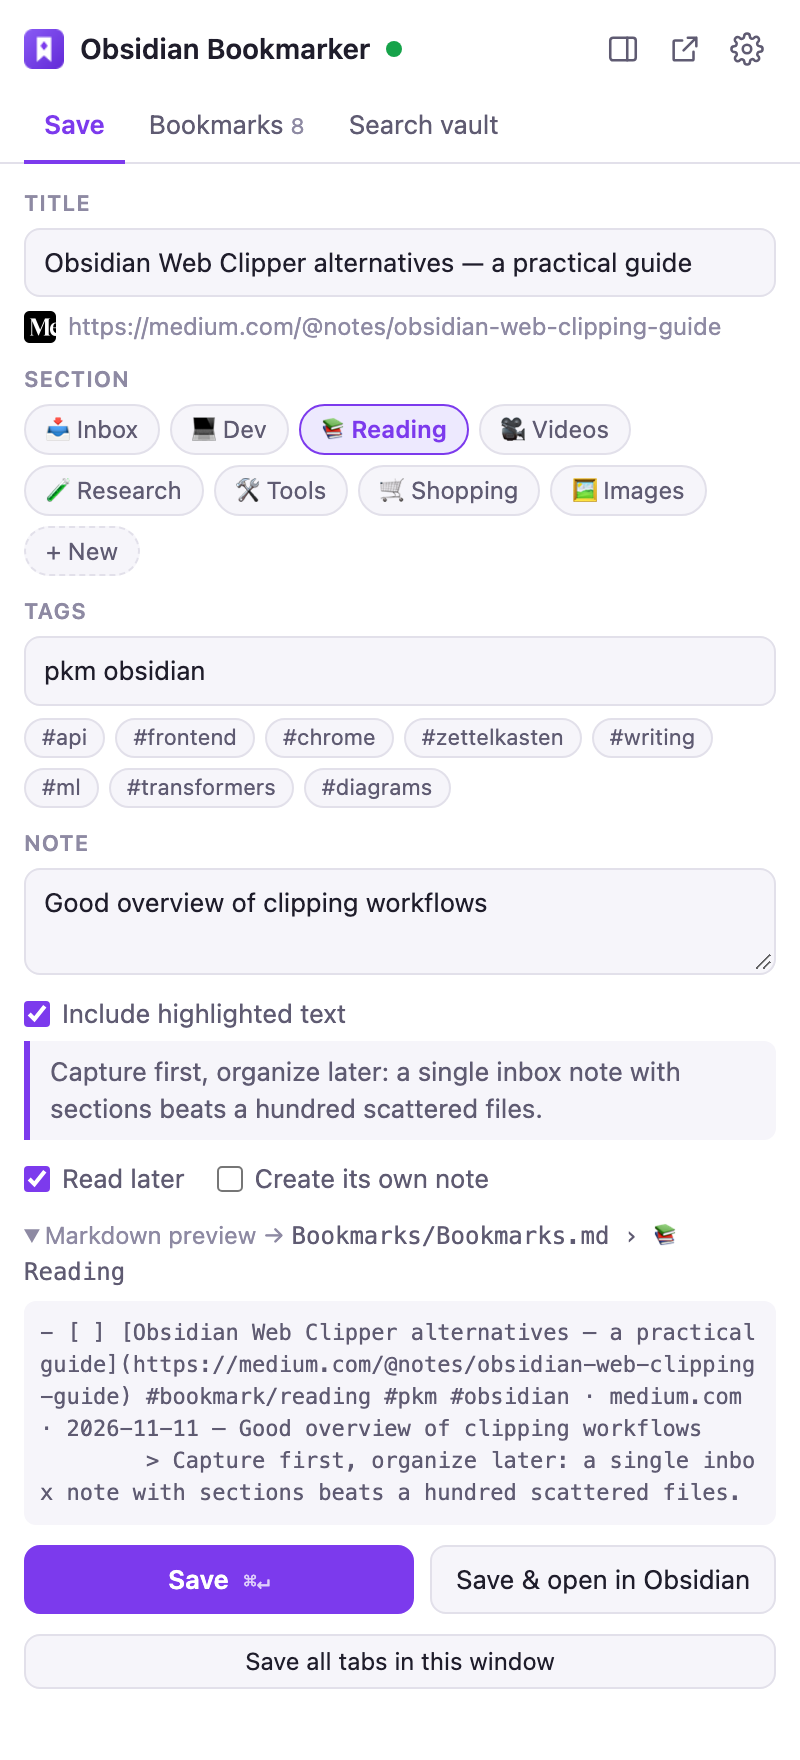 Obsidian Bookmarker
Save Bookmarks 8 Search vault
TITLE
Obsidian Web Clipper alternatives — a practical guide
Me https://medium.com/@notes/obsidian-web-clipping-guide
SECTION
📥 Inbox 💻 Dev 📚 Reading 🎥 Videos
🧪 Research 🛠️ Tools 🛒 Shopping 🖼️ Images
+ New
TAGS
pkm obsidian
#api #frontend #chrome #zettelkasten #writing
#ml #transformers #diagrams
NOTE
Good overview of clipping workflows
Include highlighted text
Capture first, organize later: a single inbox note with
sections beats a hundred scattered files.
Read later Create its own note
▼ Markdown preview → Bookmarks/Bookmarks.md › 📚
Reading
- [ ] [Obsidian Web Clipper alternatives — a practical
guide](https://medium.com/@notes/obsidian-web-clipping
-guide) #bookmark/reading #pkm #obsidian · medium.com
· 2026-11-11 — Good overview of clipping workflows
> Capture first, organize later: a single inbo
x note with sections beats a hundred scattered files.
Save ⌘↵ Save & open in Obsidian
Save all tabs in this window